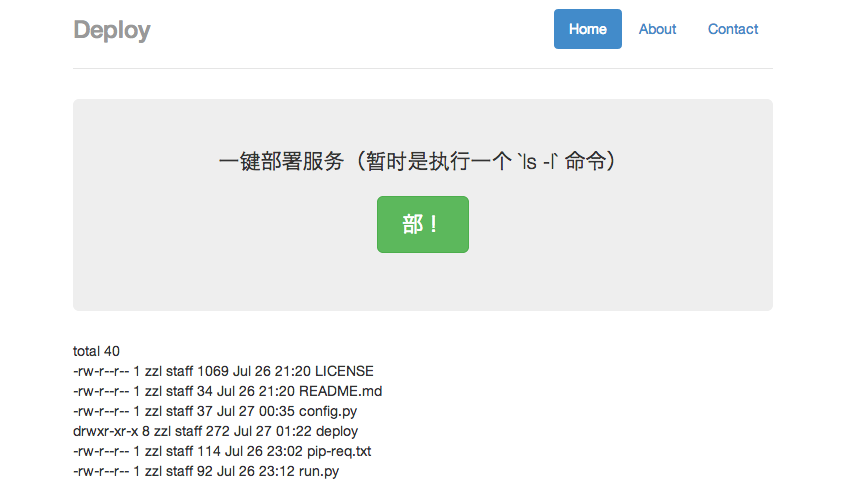 Deploy
Home About Contact
一键部署服务（暂时是执行一个 `ls -l` 命令）
部！
total 40
-rw-r--r-- 1 zzl staff 1069 Jul 26 21:20 LICENSE
-rw-r--r-- 1 zzl staff 34 Jul 26 21:20 README.md
-rw-r--r-- 1 zzl staff 37 Jul 27 00:35 config.py
drwxr-xr-x 8 zzl staff 272 Jul 27 01:22 deploy
-rw-r--r-- 1 zzl staff 114 Jul 26 23:02 pip-req.txt
-rw-r--r-- 1 zzl staff 92 Jul 26 23:12 run.py